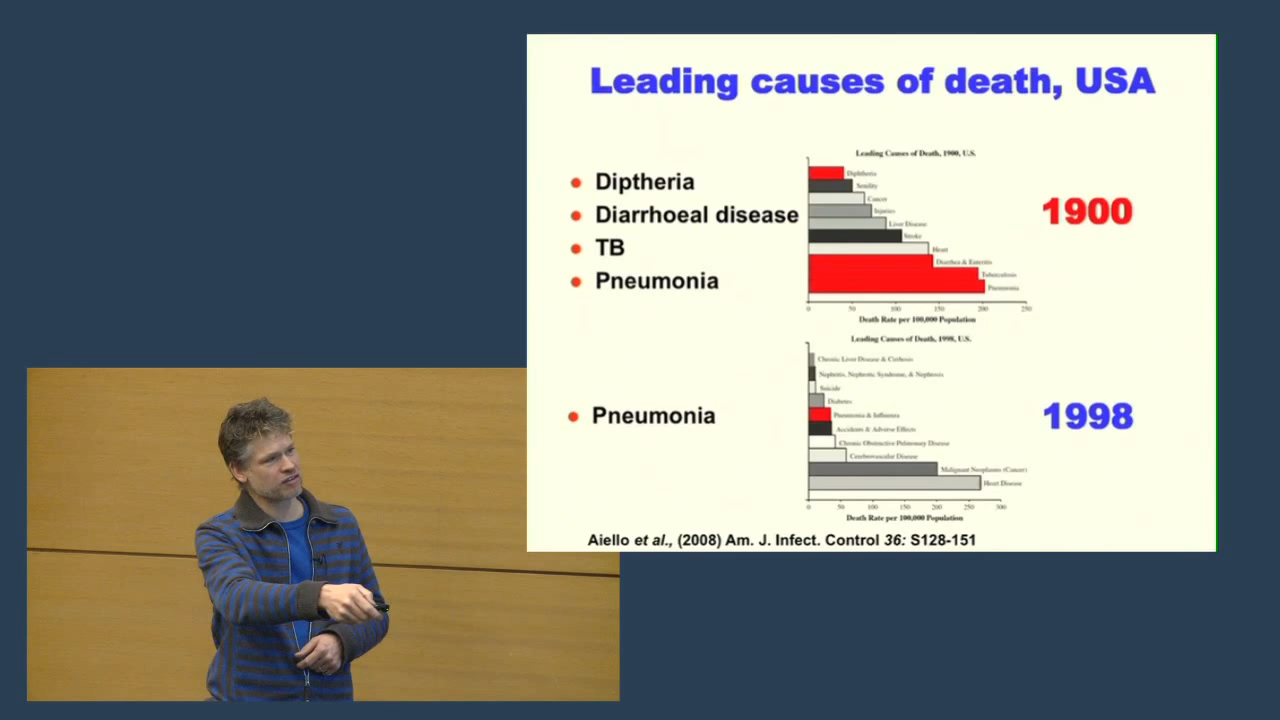 Leading causes of death, USA
Diptheria
Diarrhoeal disease
TB
Pneumonia
Leading Causes of Death, 1900, U.S.
Diphtheria
Senility
Cancer
Injuries
Liver Disease
Stroke
Heart
Diarrhea & Enteritis
Tuberculosis
Pneumonia
0 50 100 150 200 250
Death Rate per 100,000 Population
1900
Pneumonia
Leading Causes of Death, 1998, U.S.
Chronic Liver Disease & Cirrhosis
Nephritis, Nephrotic Syndrome, & Nephrosis
Suicide
Diabetes
Pneumonia & Influenza
Accidents & Adverse Effects
Chronic Obstructive Pulmonary Disease
Cerebrovascular Disease
Malignant Neoplasms (Cancer)
Heart Disease
0 50 100 150 200 250 300
Death Rate per 100,000 Population
1998
Aiello et al., (2008) Am. J. Infect. Control 36: S128-151